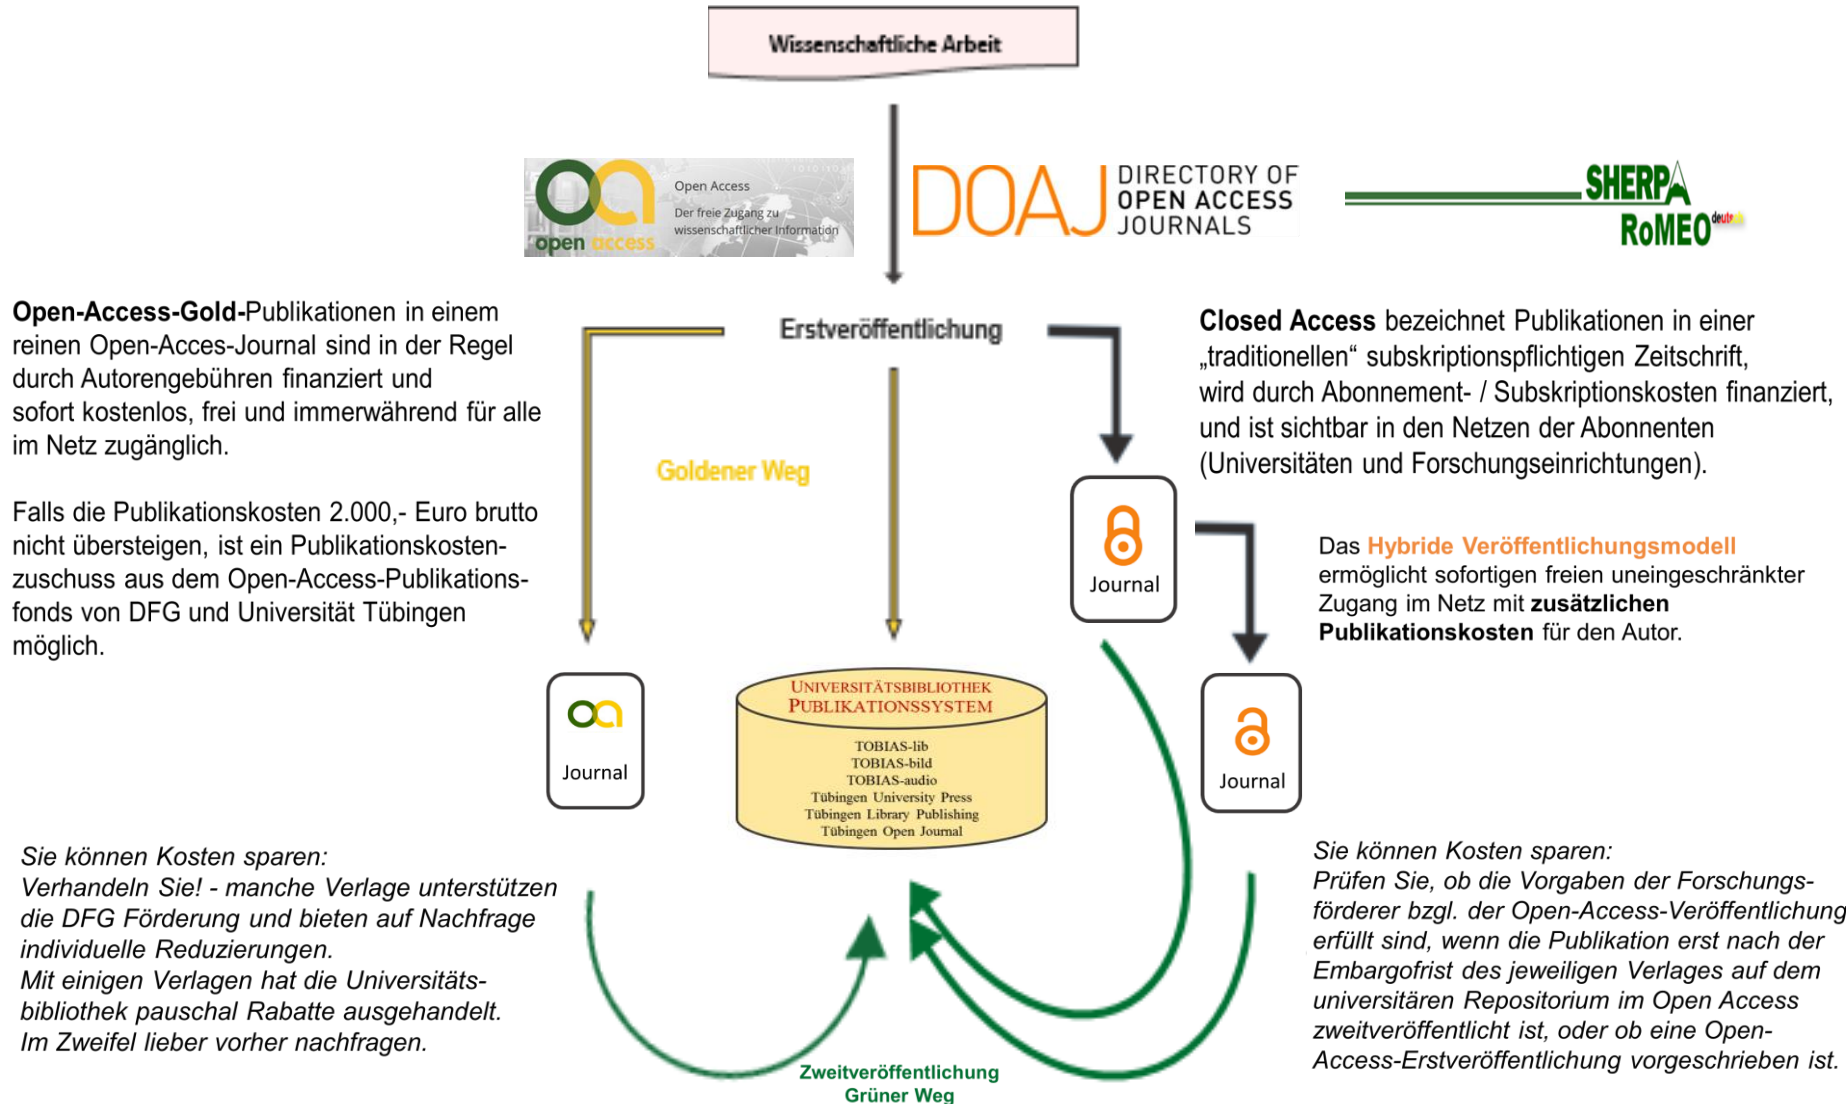 Wissenschaftliche Arbeit
oa
open access
Open Access
Der freie Zugang zu
wissenschaftlicher Information
DOAJ
DIRECTORY OF
OPEN ACCESS
JOURNALS
SHERPA
RoMEO
deutsch
Open-Access-Gold-Publikationen in einem
reinen Open-Acces-Journal sind in der Regel
durch Autorengebühren finanziert und
sofort kostenlos, frei und immerwährend für alle
im Netz zugänglich.
Falls die Publikationskosten 2.000,- Euro brutto
nicht übersteigen, ist ein Publikationskosten-
zuschuss aus dem Open-Access-Publikations-
fonds von DFG und Universität Tübingen
möglich.
Erstveröffentlichung
Goldener Weg
Closed Access bezeichnet Publikationen in einer
„traditionellen“ subskriptionspflichtigen Zeitschrift,
wird durch Abonnement- / Subskriptionskosten finanziert,
und ist sichtbar in den Netzen der Abonnenten
(Universitäten und Forschungseinrichtungen).
Journal
Das Hybride Veröffentlichungsmodell
ermöglicht sofortigen freien uneingeschränkter
Zugang im Netz mit zusätzlichen
Publikationskosten für den Autor.
oa
Journal
UNIVERSITÄTSBIBLIOTHEK
PUBLIKATIONSSYSTEM
TOBIAS-lib
TOBIAS-bild
TOBIAS-audio
Tübingen University Press
Tübingen Library Publishing
Tübingen Open Journal
Journal
Sie können Kosten sparen:
Verhandeln Sie! - manche Verlage unterstützen
die DFG Förderung und bieten auf Nachfrage
individuelle Reduzierungen.
Mit einigen Verlagen hat die Universitäts-
bibliothek pauschal Rabatte ausgehandelt.
Im Zweifel lieber vorher nachfragen.
Sie können Kosten sparen:
Prüfen Sie, ob die Vorgaben der Forschungs-
förderer bzgl. der Open-Access-Veröffentlichung
erfüllt sind, wenn die Publikation erst nach der
Embargofrist des jeweiligen Verlages auf dem
universitären Repositorium im Open Access
zweitveröffentlicht ist, oder ob eine Open-
Access-Erstveröffentlichung vorgeschrieben ist.
Zweitveröffentlichung
Grüner Weg